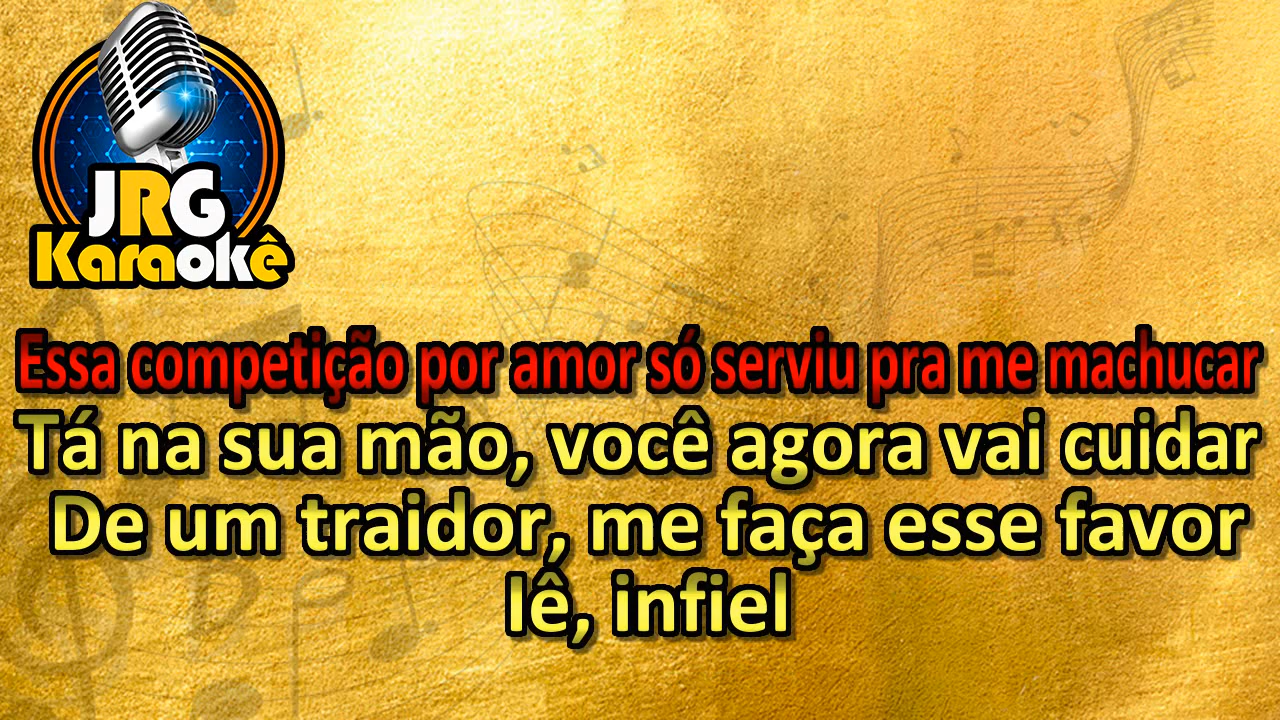 JRG
Karaokê
Essa competição por amor só serviu pra me machucar
Tá na sua mão, você agora vai cuidar
De um traidor, me faça esse favor
Iê, infiel